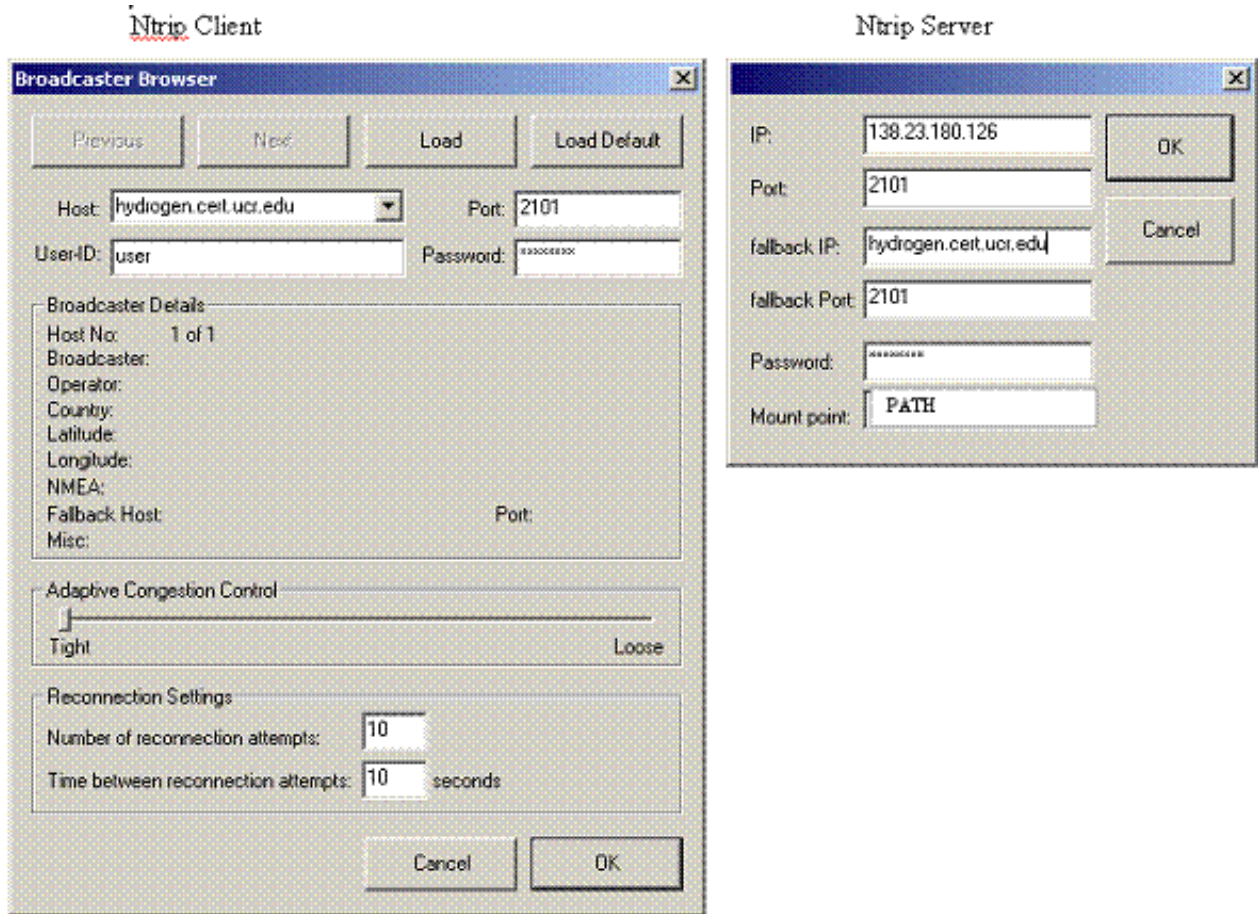 Ntrip Client
Broadcaster Browser
Previous Next Load Load Default
Host: hydrogen.cert.ucr.edu Port: 2101
User-ID: user Password: ********
Broadcaster Details
Host No: 1 of 1
Broadcaster:
Operator:
Country:
Latitude:
Longitude:
NMEA:
Fallback Host: Port:
Misc:
Adaptive Congestion Control
Tight Loose
Reconnection Settings
Number of reconnection attempts: 10
Time between reconnection attempts: 10 seconds
Cancel OK
Ntrip Server
IP: 138.23.180.126 OK
Port: 2101
Cancel
fallback IP: hydrogen.cert.ucr.edu
fallback Port: 2101
Password: ********
Mount point: PATH